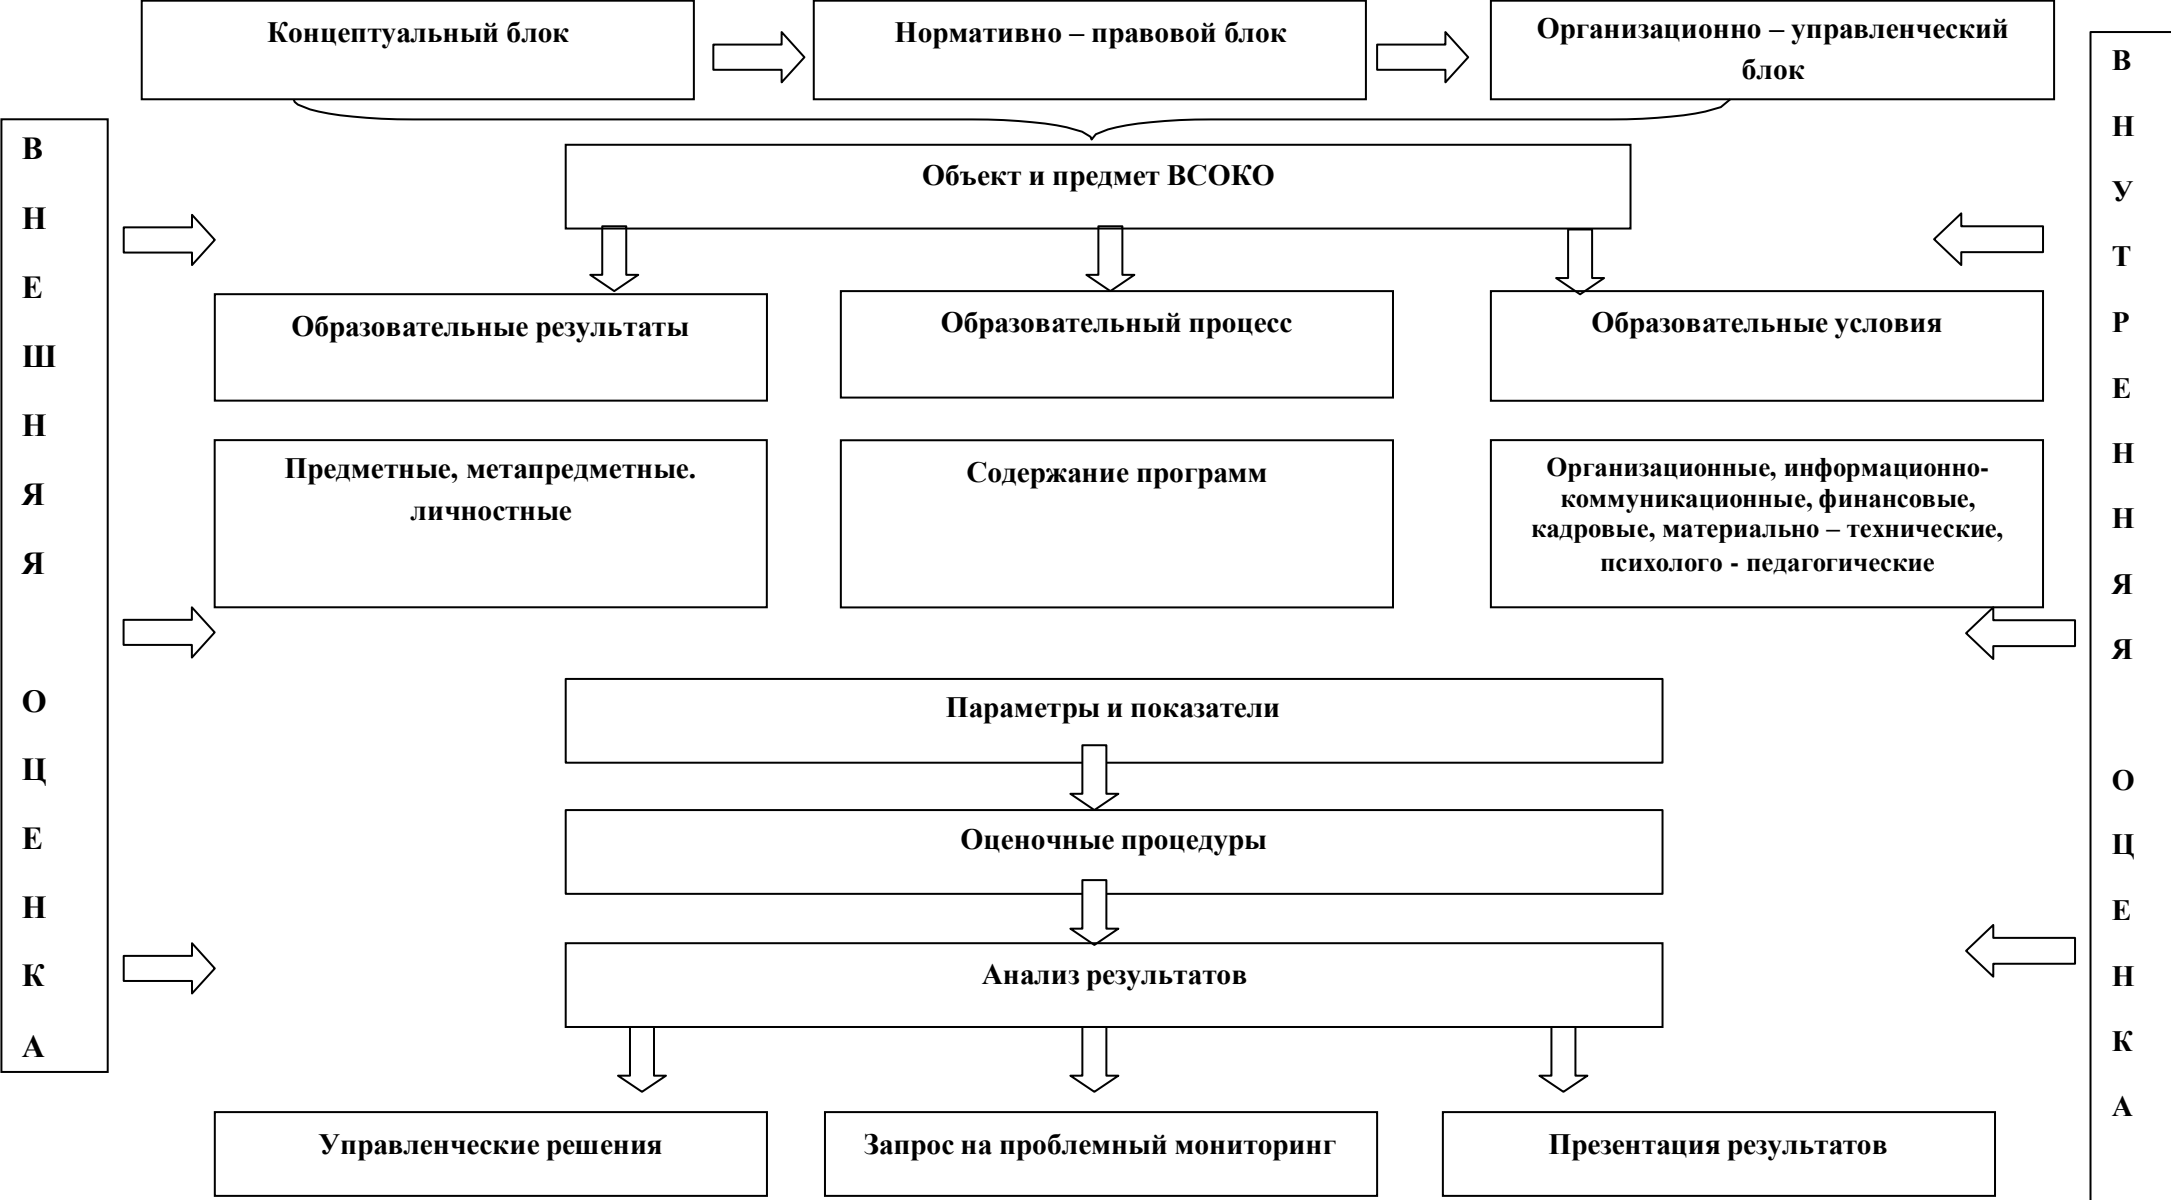 Концептуальный блок
Нормативно – правовой блок
Организационно – управленческий
блок
В Н Е Ш Н Я Я О Ц Е Н К А
Объект и предмет ВСОКО
Образовательные результаты
Образовательный процесс
Образовательные условия
Предметные, метапредметные.
личностные
Содержание программ
Организационные, информационно-
коммуникационные, финансовые,
кадровые, материально – технические,
психолого - педагогические
Параметры и показатели
Оценочные процедуры
Анализ результатов
Управленческие решения
Запрос на проблемный мониторинг
Презентация результатов
В Н У Т Р Е Н Н Я Я О Ц Е Н К А